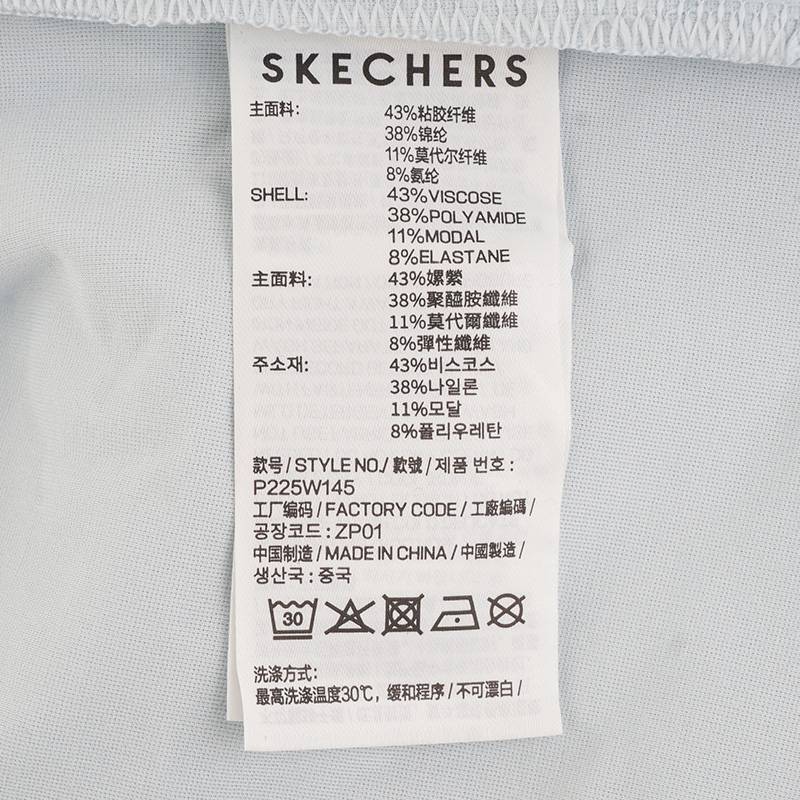 SKECHERS
主面料: 43%粘胶纤维
38%锦纶
11%莫代尔纤维
8%氨纶
SHELL: 43%VISCOSE
38%POLYAMIDE
11%MODAL
8%ELASTANE
主面料: 43%嫘縈
38%聚醯胺纖維
11%莫代爾纖維
8%彈性纖維
주소재: 43%비스코스
38%나일론
11%모달
8%폴리우레탄
款号/STYLE NO./款號/제품 번호:
P225W145
工厂编码/FACTORY CODE/工廠編碼/
공장코드:ZP01
中国制造/MADE IN CHINA/中國製造/
생산국:중국
30
洗涤方式:
最高洗涤温度30℃, 缓和程序/不可漂白/